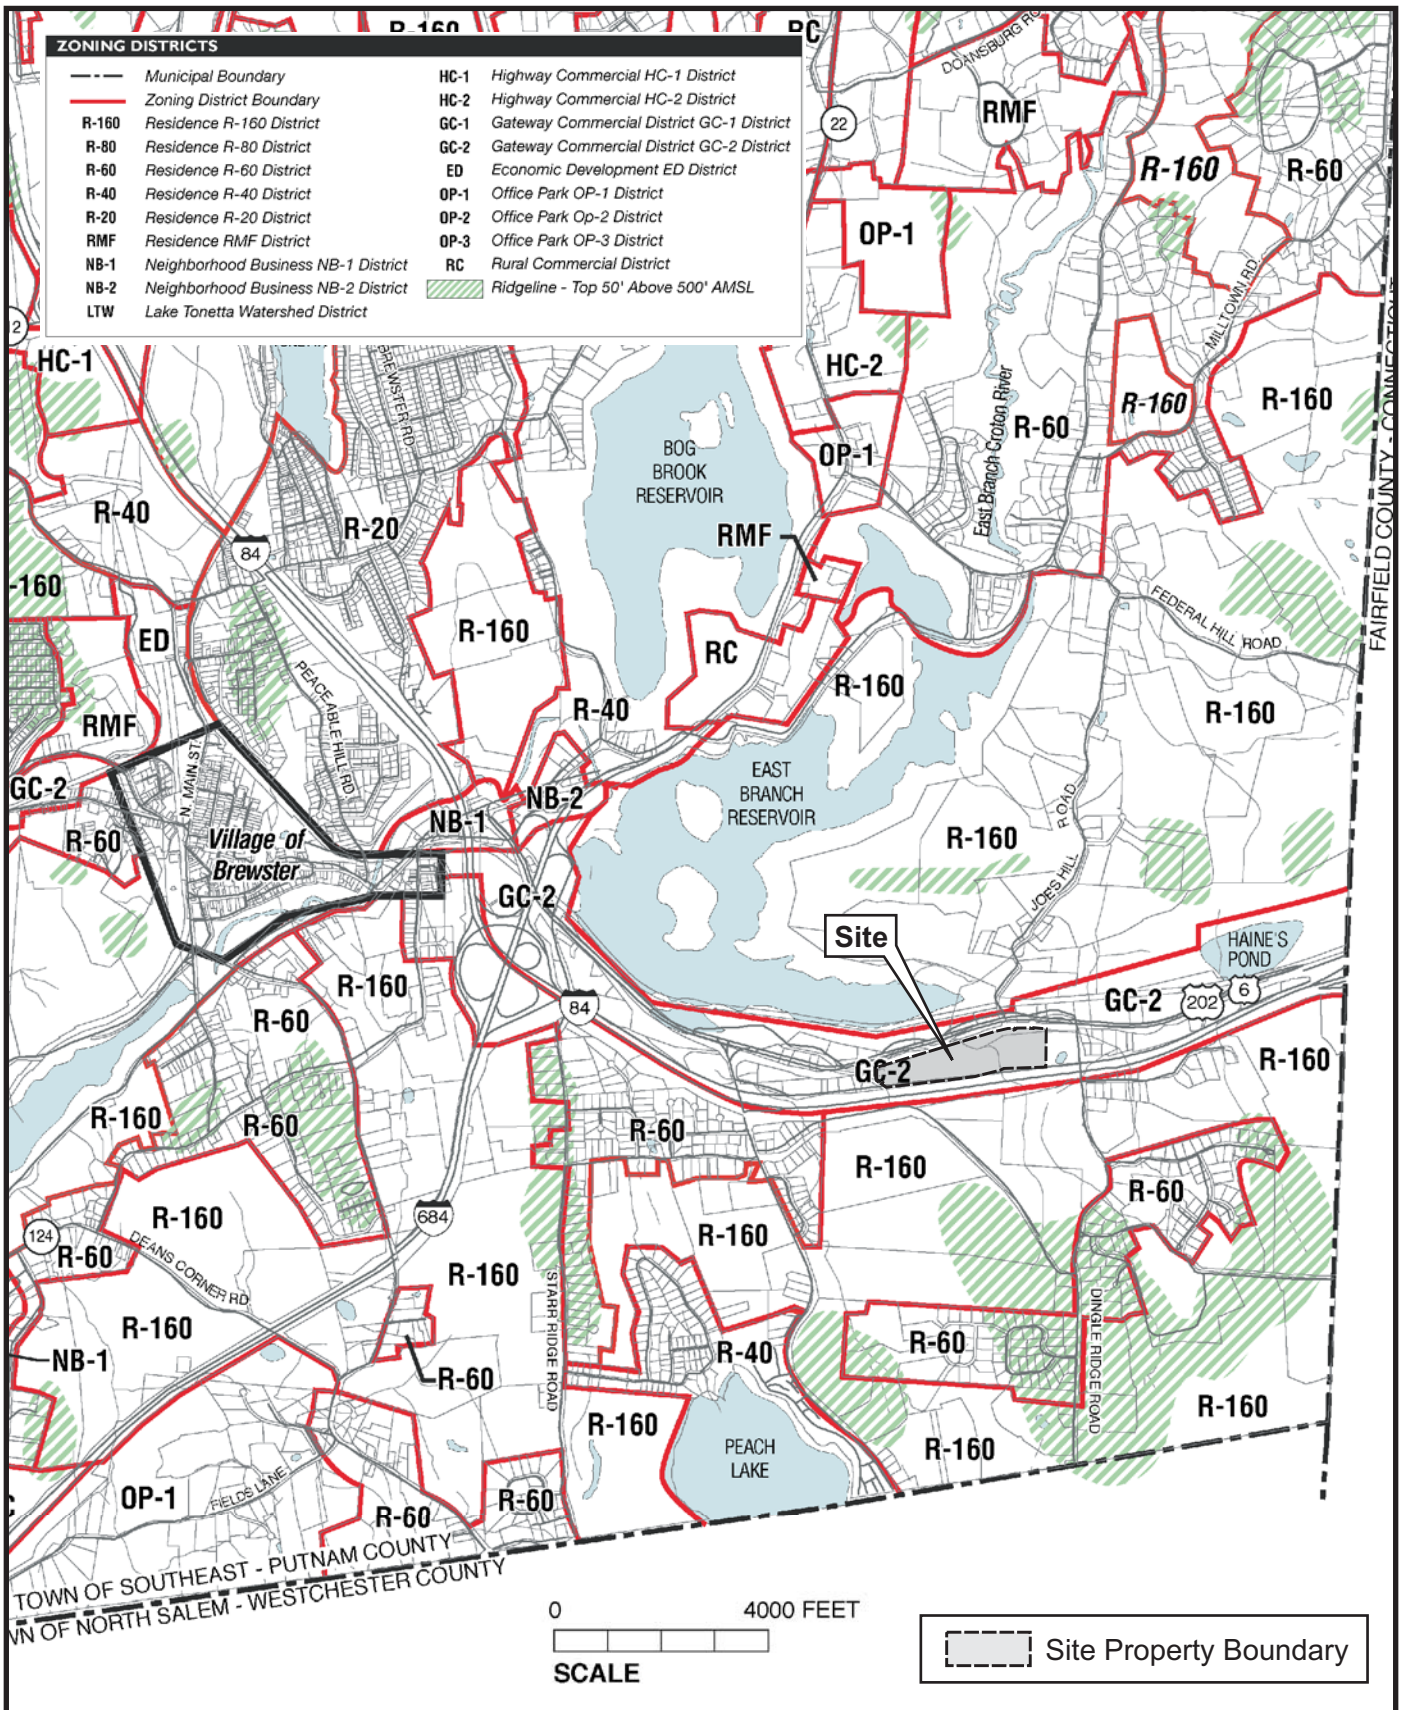 R-160
RC
ZONING DISTRICTS
Municipal Boundary
Zoning District Boundary
R-160 Residence R-160 District
R-80 Residence R-80 District
R-60 Residence R-60 District
R-40 Residence R-40 District
R-20 Residence R-20 District
RMF Residence RMF District
NB-1 Neighborhood Business NB-1 District
NB-2 Neighborhood Business NB-2 District
LTW Lake Tonetta Watershed District
HC-1 Highway Commercial HC-1 District
HC-2 Highway Commercial HC-2 District
GC-1 Gateway Commercial District GC-1 District
GC-2 Gateway Commercial District GC-2 District
ED Economic Development ED District
OP-1 Office Park OP-1 District
OP-2 Office Park Op-2 District
OP-3 Office Park OP-3 District
RC Rural Commercial District
Ridgeline - Top 50' Above 500' AMSL
DOANSBURG RO
RMF
22
R-160
R-60
OP-1
MILLTOWN RD
2
HC-1
BREWSTER RD
HC-2
R-160
R-160
East Branch Croton River
R-60
OP-1
BOG
BROOK
RESERVOIR
FAIRFIELD COUNTY - CONNECTICUT
R-40
R-20
84
RMF
-160
ED
R-160
RC
R-160
FEDERAL HILL ROAD
PEACEABLE HILL RD
R-40
R-160
RMF
N. MAIN ST.
GC-2
EAST
BRANCH
RESERVOIR
NB-2
NB-1
R-60
Village of
Brewster
R-160
JOE'S HILL ROAD
GC-2
Site
HAINE'S
POND
R-160
84
GC-2
202
6
R-60
GC-2
R-160
R-160
R-60
R-60
R-160
R-60
R-160
684
R-160
124
R-60
DEANS CORNER RD
R-160
STARR RIDGE ROAD
R-160
DINGLE RIDGE ROAD
NB-1
R-60
R-40
R-60
R-160
R-160
R-160
PEACH
LAKE
OP-1
FIELDS LANE
R-60
R-60
TOWN OF SOUTHEAST - PUTNAM COUNTY
WN OF NORTH SALEM - WESTCHESTER COUNTY
0 4000 FEET
SCALE
Site Property Boundary